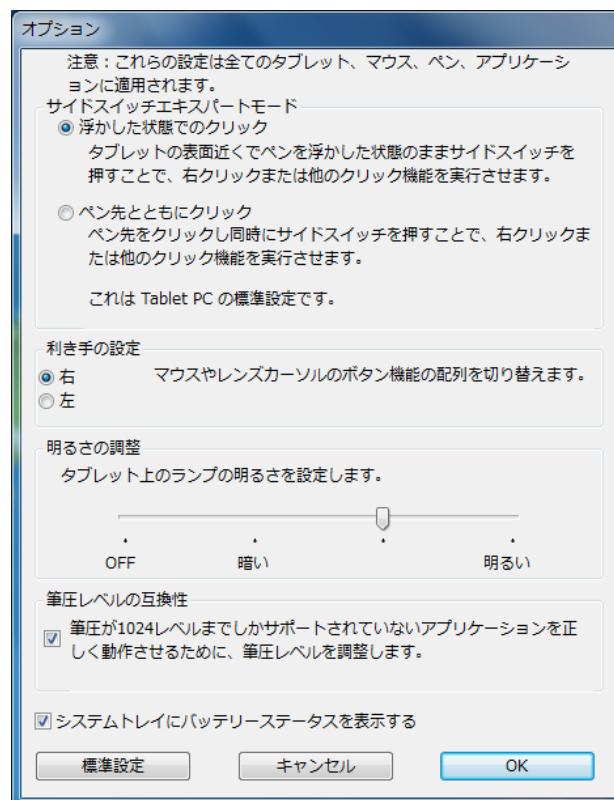 オプション
注意：これらの設定は全てのタブレット、マウス、ペン、アプリケーシ
ョンに適用されます。
サイドスイッチエキスパートモード
浮かした状態でのクリック
タブレットの表面近くでペンを浮かした状態のままサイドスイッチを
押すことで、右クリックまたは他のクリック機能を実行させます。
ペン先とともにクリック
ペン先をクリックし同時にサイドスイッチを押すことで、右クリックま
たは他のクリック機能を実行させます。
これは Tablet PC の標準設定です。
利き手の設定
右 マウスやレンズカーソルのボタン機能の配列を切り替えます。
左
明るさの調整
タブレット上のランプの明るさを設定します。
OFF 暗い 明るい
筆圧レベルの互換性
筆圧が1024レベルまでしかサポートされていないアプリケーションを正
しく動作させるために、筆圧レベルを調整します。
システムトレイにバッテリーステータスを表示する
標準設定 キャンセル OK